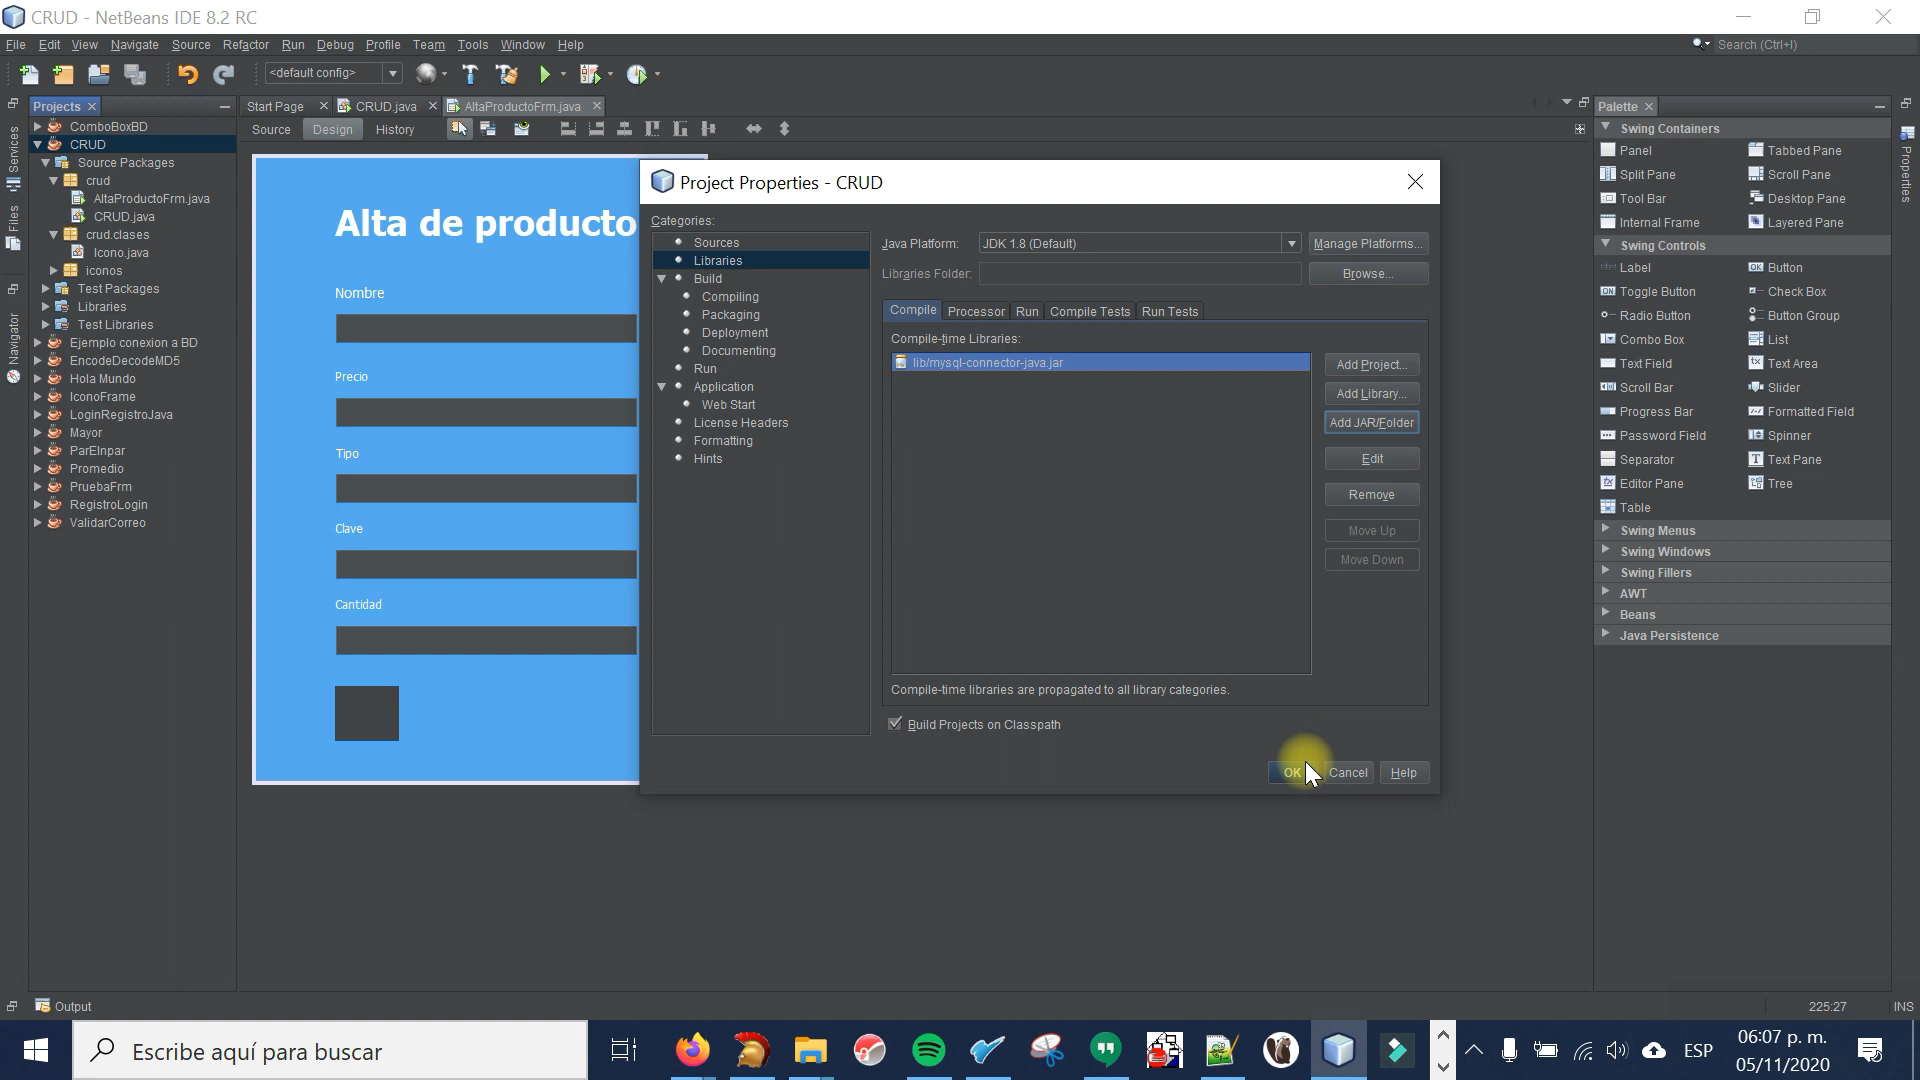 CRUD - NetBeans IDE 8.2 RC
File Edit View Navigate Source Refactor Run Debug Profile Team Tools Window Help
Search (Ctrl+I)
<default config>
Projects
Start Page CRUD.java AltaProductoFrm.java
Palette
Source Design History
Services
Files
Navigator
ComboBoxBD
CRUD
Source Packages
crud
AltaProductoFrm.java
CRUD.java
crud.clases
Icono.java
iconos
Test Packages
Libraries
Test Libraries
Ejemplo conexion a BD
EncodeDecodeMD5
Hola Mundo
IconoFrame
LoginRegistroJava
Mayor
ParEInpar
Promedio
PruebaFrm
RegistroLogin
ValidarCorreo
Alta de producto
Nombre
Precio
Tipo
Clave
Cantidad
Project Properties - CRUD
Categories:
Sources
Libraries
Build
Compiling
Packaging
Deployment
Documenting
Run
Application
Web Start
License Headers
Formatting
Hints
Java Platform: JDK 1.8 (Default) Manage Platforms...
Libraries Folder: Browse...
Compile Processor Run Compile Tests Run Tests
Compile-time Libraries:
lib/mysql-connector-java.jar
Add Project...
Add Library...
Add JAR/Folder
Edit
Remove
Move Up
Move Down
Compile-time libraries are propagated to all library categories.
Build Projects on Classpath
OK Cancel Help
Swing Containers
Panel Tabbed Pane
Split Pane Scroll Pane
Tool Bar Desktop Pane
Internal Frame Layered Pane
Swing Controls
Label Button
Toggle Button Check Box
Radio Button Button Group
Combo Box List
Text Field Text Area
Scroll Bar Slider
Progress Bar Formatted Field
Password Field Spinner
Separator Text Pane
Editor Pane Tree
Table
Swing Menus
Swing Windows
Swing Fillers
AWT
Beans
Java Persistence
Properties
Output
225:27 INS
Escribe aquí para buscar
ESP
06:07 p. m.
05/11/2020